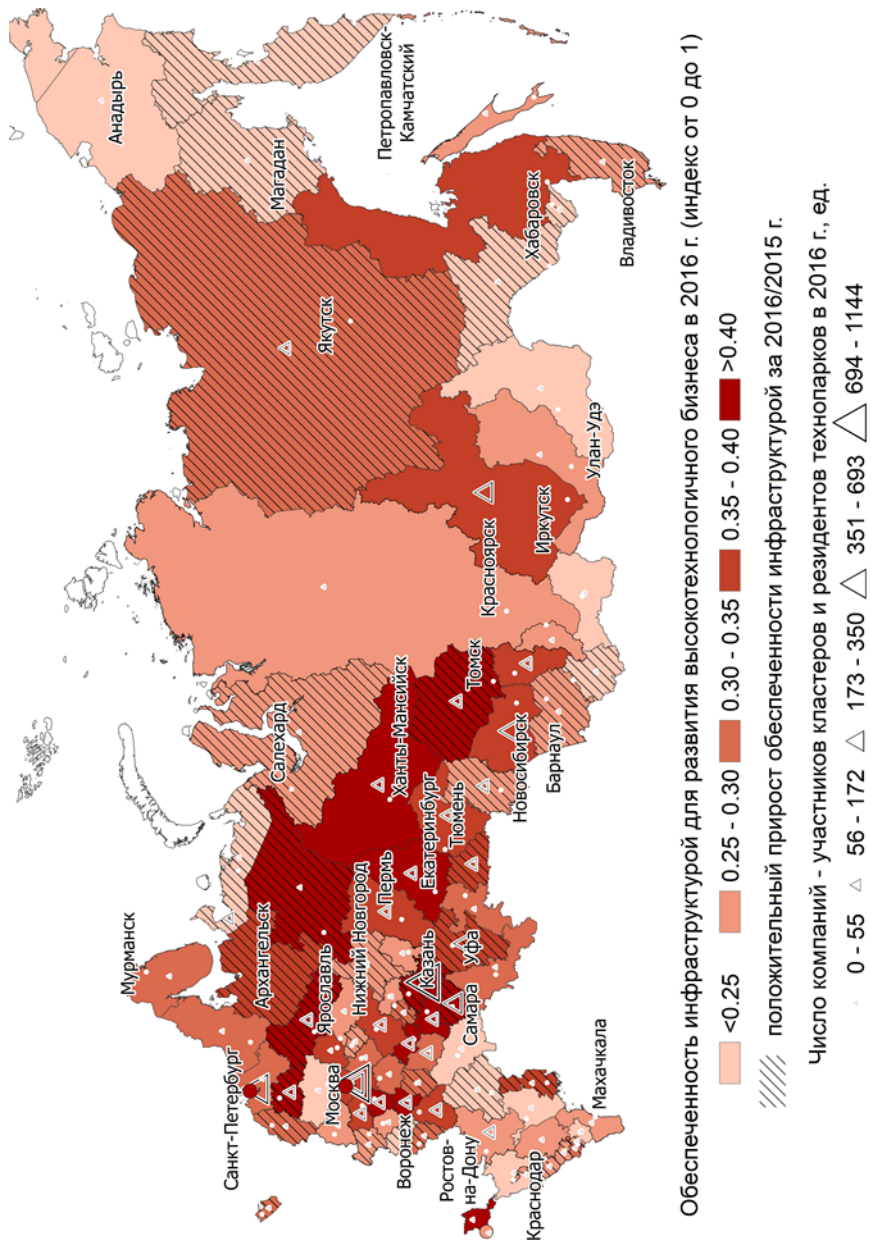 Анадырь
Мурманск
Магадан
Петропавловск-
Камчатский
Салехард
Якутск
Архангельск
Санкт-Петербург
Ханты-Мансийск
Ярославль
Нижний Новгород
Пермь
Екатеринбург
Тюмень
Томск
Красноярск
Хабаровск
Москва
Казань
Уфа
Самара
Новосибирск
Барнаул
Иркутск
Улан-Удэ
Владивосток
Воронеж
Ростов-
на-Дону
Краснодар
Махачкала
Обеспеченность инфраструктурой для развития высокотехнологичного бизнеса в 2016 г. (индекс от 0 до 1)
<0.25 0.25 - 0.30 0.30 - 0.35 0.35 - 0.40 >0.40
положительный прирост обеспеченности инфраструктурой за 2016/2015 г.
Число компаний - участников кластеров и резидентов технопарков в 2016 г., ед.
0 - 55 56 - 172 173 - 350 351 - 693 694 - 1144